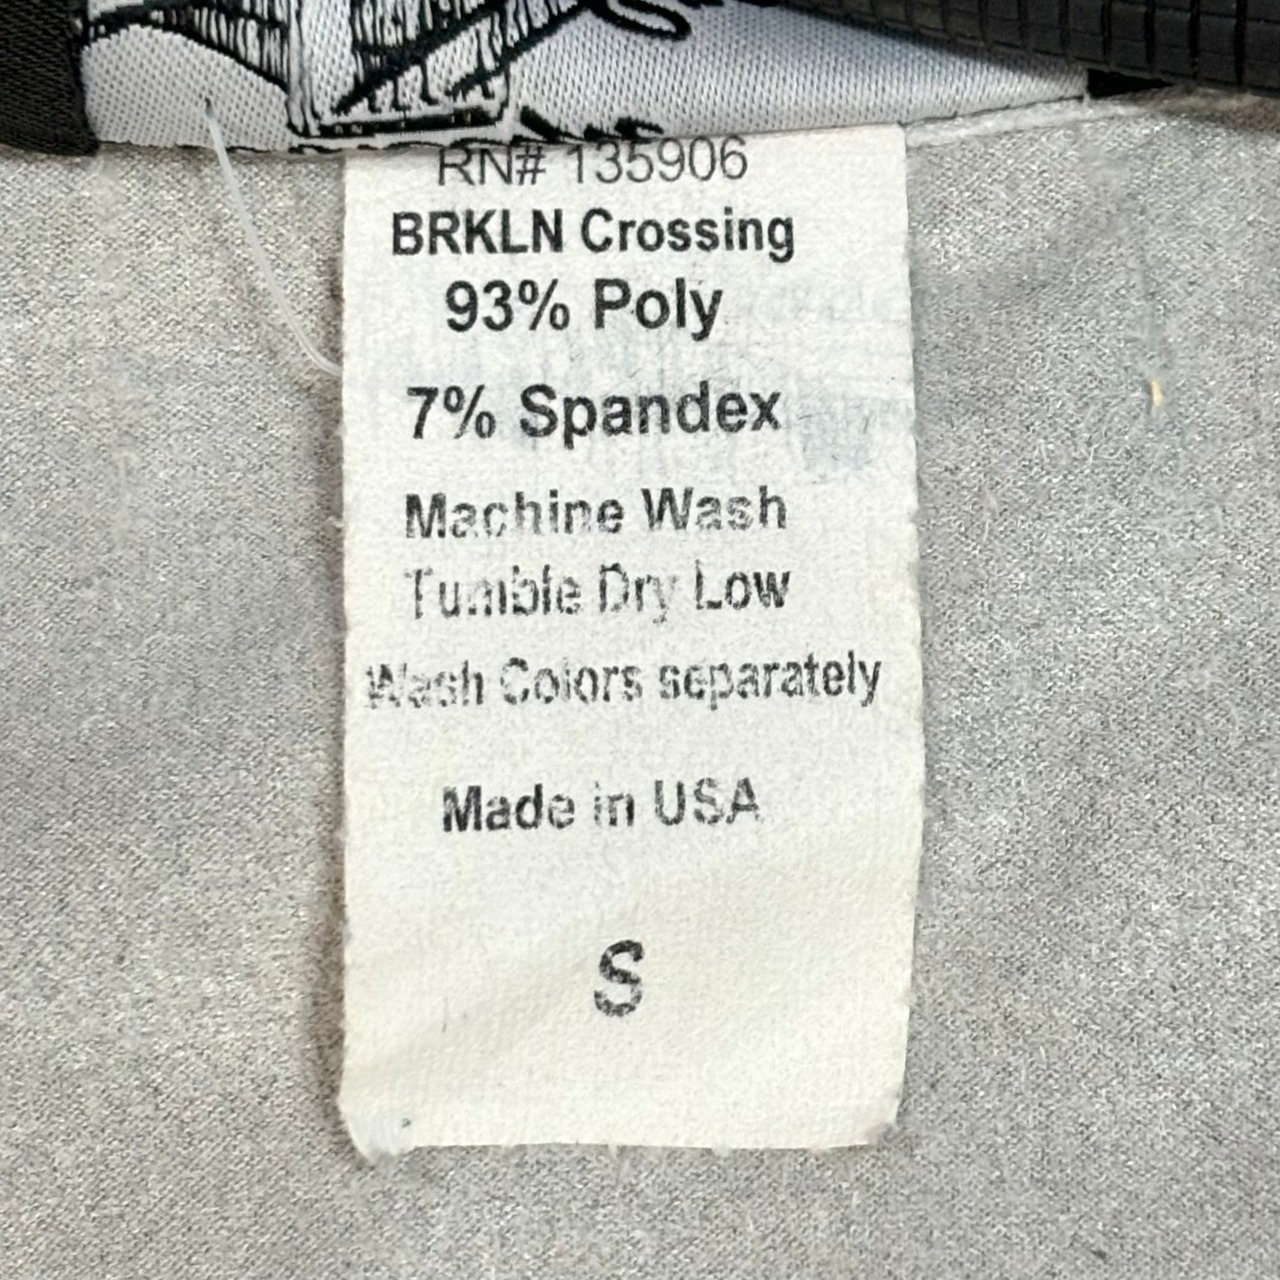 RN# 135906
BRKLN Crossing
93% Poly
7% Spandex
Machine Wash
Tumble Dry Low
Wash Colors separately
Made in USA
S